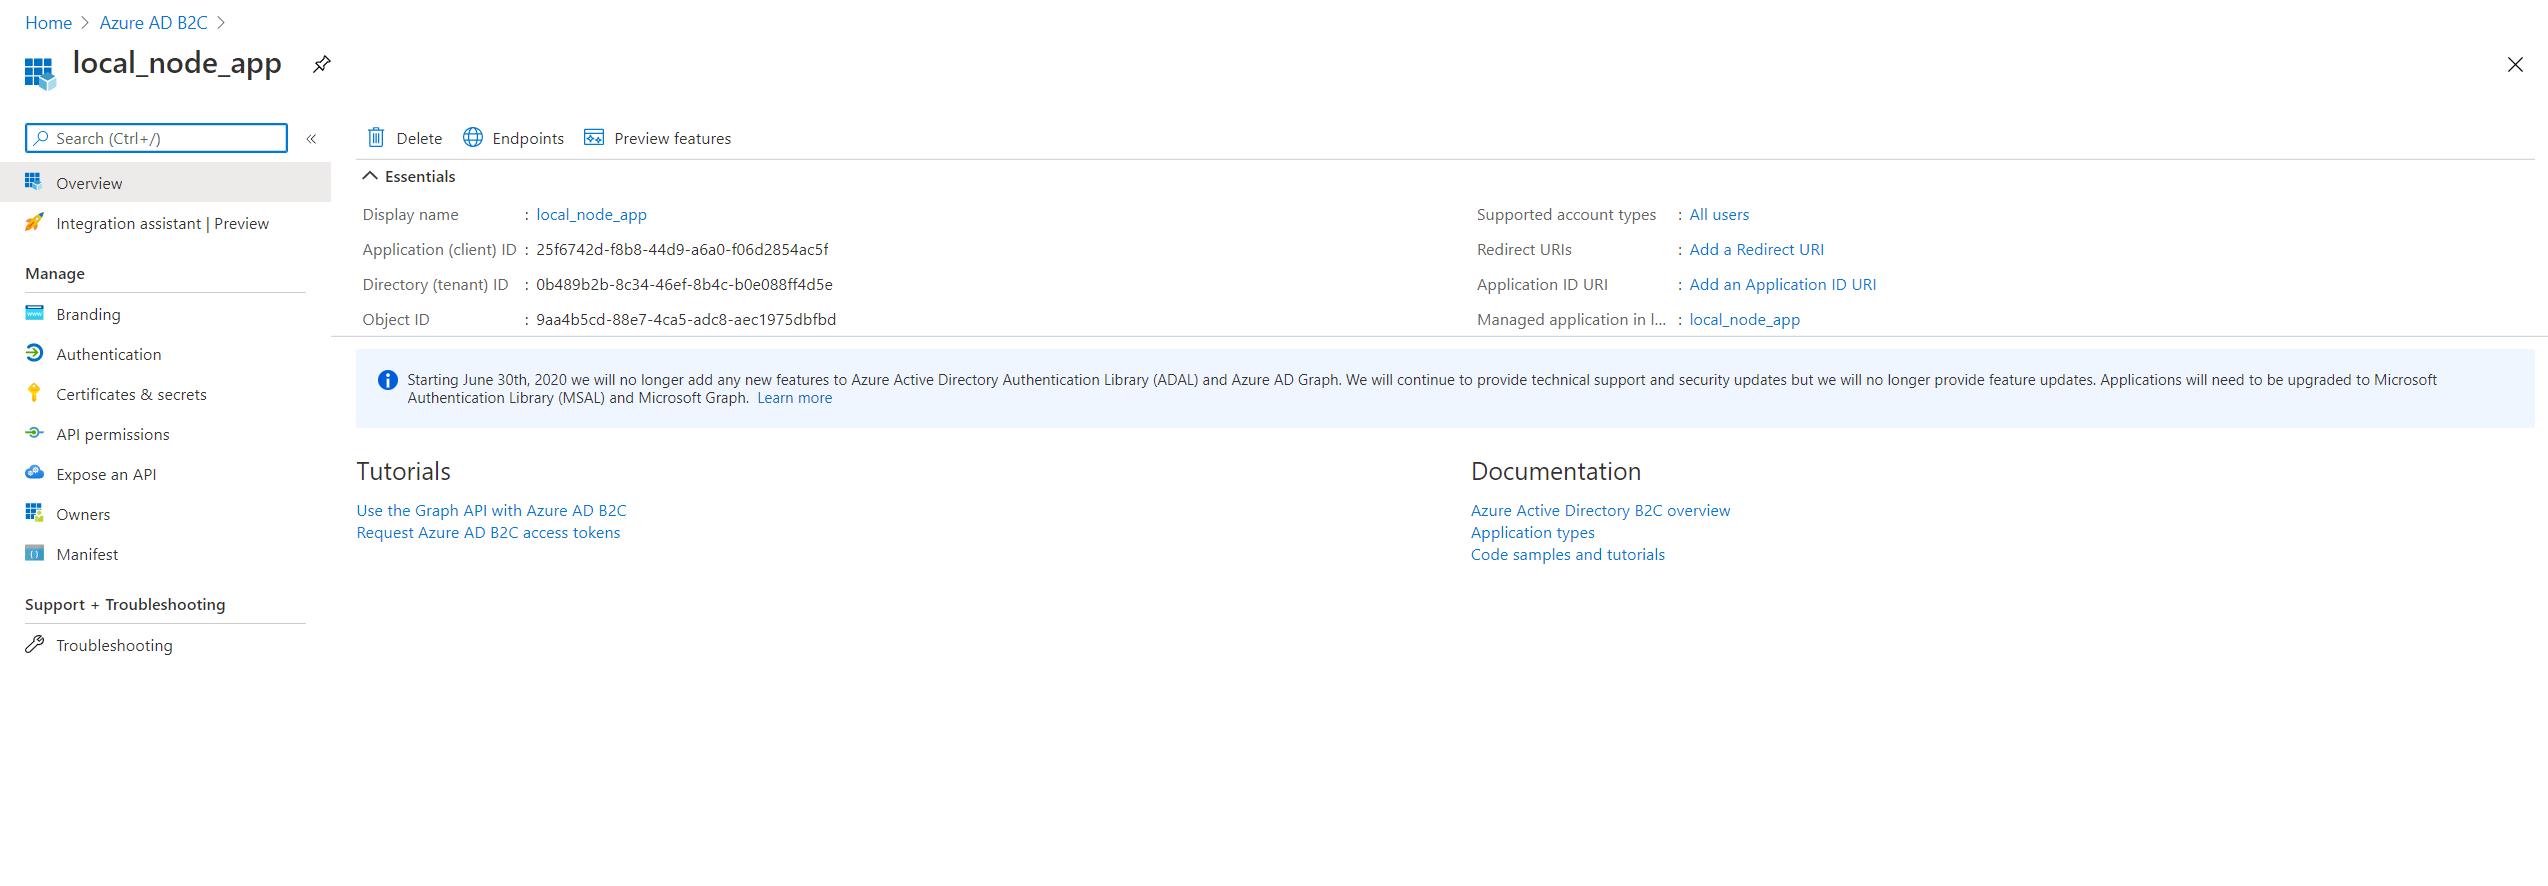 Home > Azure AD B2C >
local_node_app
Search (Ctrl+/)
«
Overview
Integration assistant | Preview
Manage
Branding
Authentication
Certificates & secrets
API permissions
Expose an API
Owners
Manifest
Support + Troubleshooting
Troubleshooting
Delete Endpoints Preview features
Essentials
Display name : local_node_app
Application (client) ID : 25f6742d-f8b8-44d9-a6a0-f06d2854ac5f
Directory (tenant) ID : 0b489b2b-8c34-46ef-8b4c-b0e088ff4d5e
Object ID : 9aa4b5cd-88e7-4ca5-adc8-aec1975dbfbd
Supported account types : All users
Redirect URIs : Add a Redirect URI
Application ID URI : Add an Application ID URI
Managed application in l... : local_node_app
Starting June 30th, 2020 we will no longer add any new features to Azure Active Directory Authentication Library (ADAL) and Azure AD Graph. We will continue to provide technical support and security updates but we will no longer provide feature updates. Applications will need to be upgraded to Microsoft
Authentication Library (MSAL) and Microsoft Graph. Learn more
Tutorials
Use the Graph API with Azure AD B2C
Request Azure AD B2C access tokens
Documentation
Azure Active Directory B2C overview
Application types
Code samples and tutorials